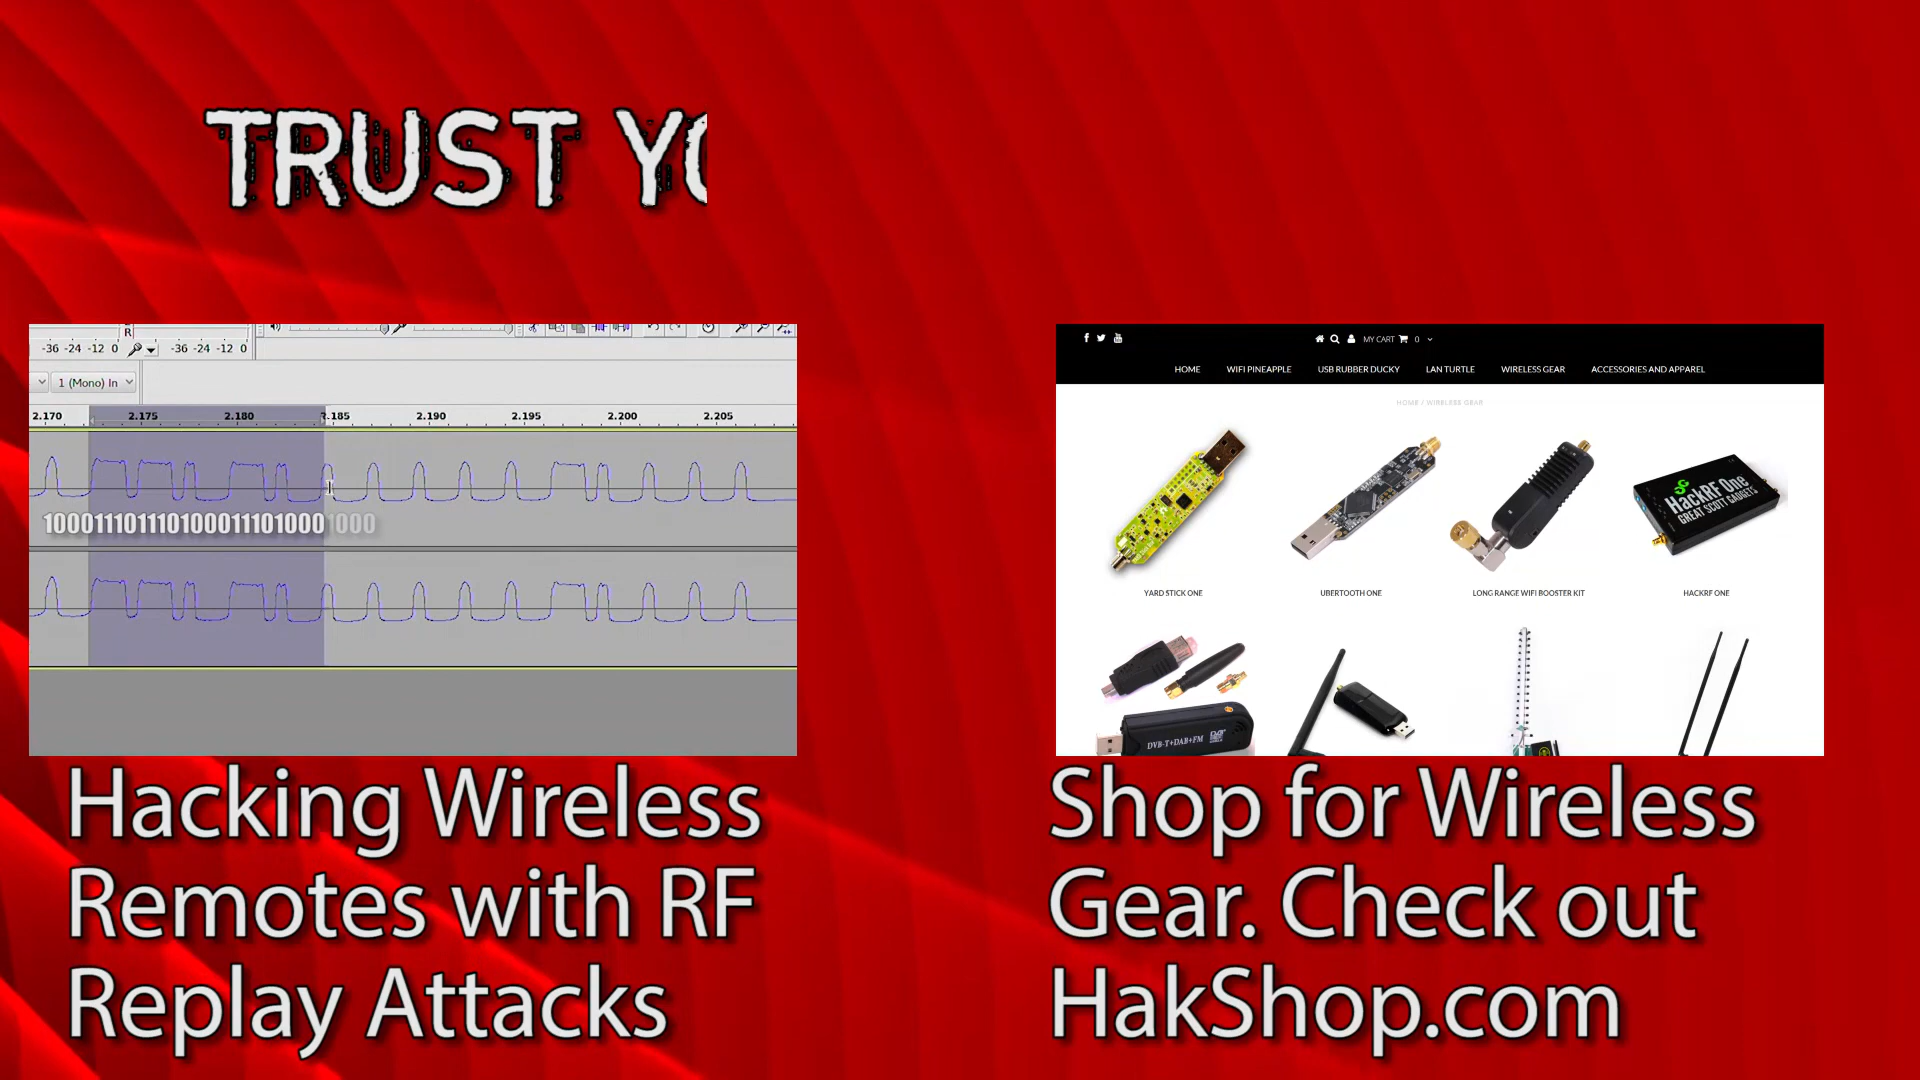 TRUST YO
R
-36 -24 -12 0 -36 -24 -12 0
1 (Mono) In
2.170 2.175 2.180 2.185 2.190 2.195 2.200 2.205
1000111011101000111010001000
Hacking Wireless
Remotes with RF
Replay Attacks
MY CART 0
HOME WIFI PINEAPPLE USB RUBBER DUCKY LAN TURTLE WIRELESS GEAR ACCESSORIES AND APPAREL
HOME / WIRELESS GEAR
HackRF One
GREAT SCOTT GADGETS
YARD STICK ONE UBERTOOTH ONE LONG RANGE WIFI BOOSTER KIT HACKRF ONE
DVB-T+DAB+FM
Shop for Wireless
Gear. Check out
HakShop.com